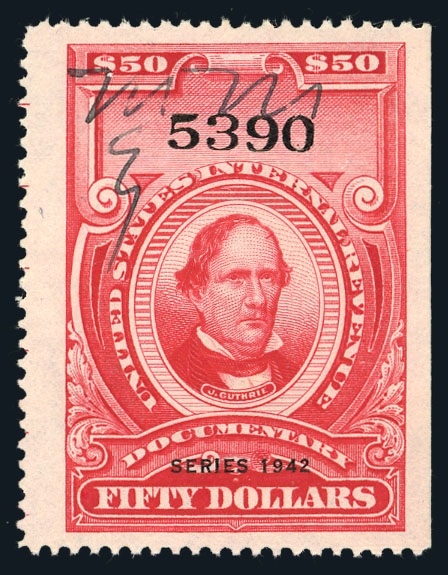 $50 $50
5390
UNITED STATES INTERNAL REVENUE
J. GUTHRIE
DOCUMENTARY
SERIES 1942
FIFTY DOLLARS